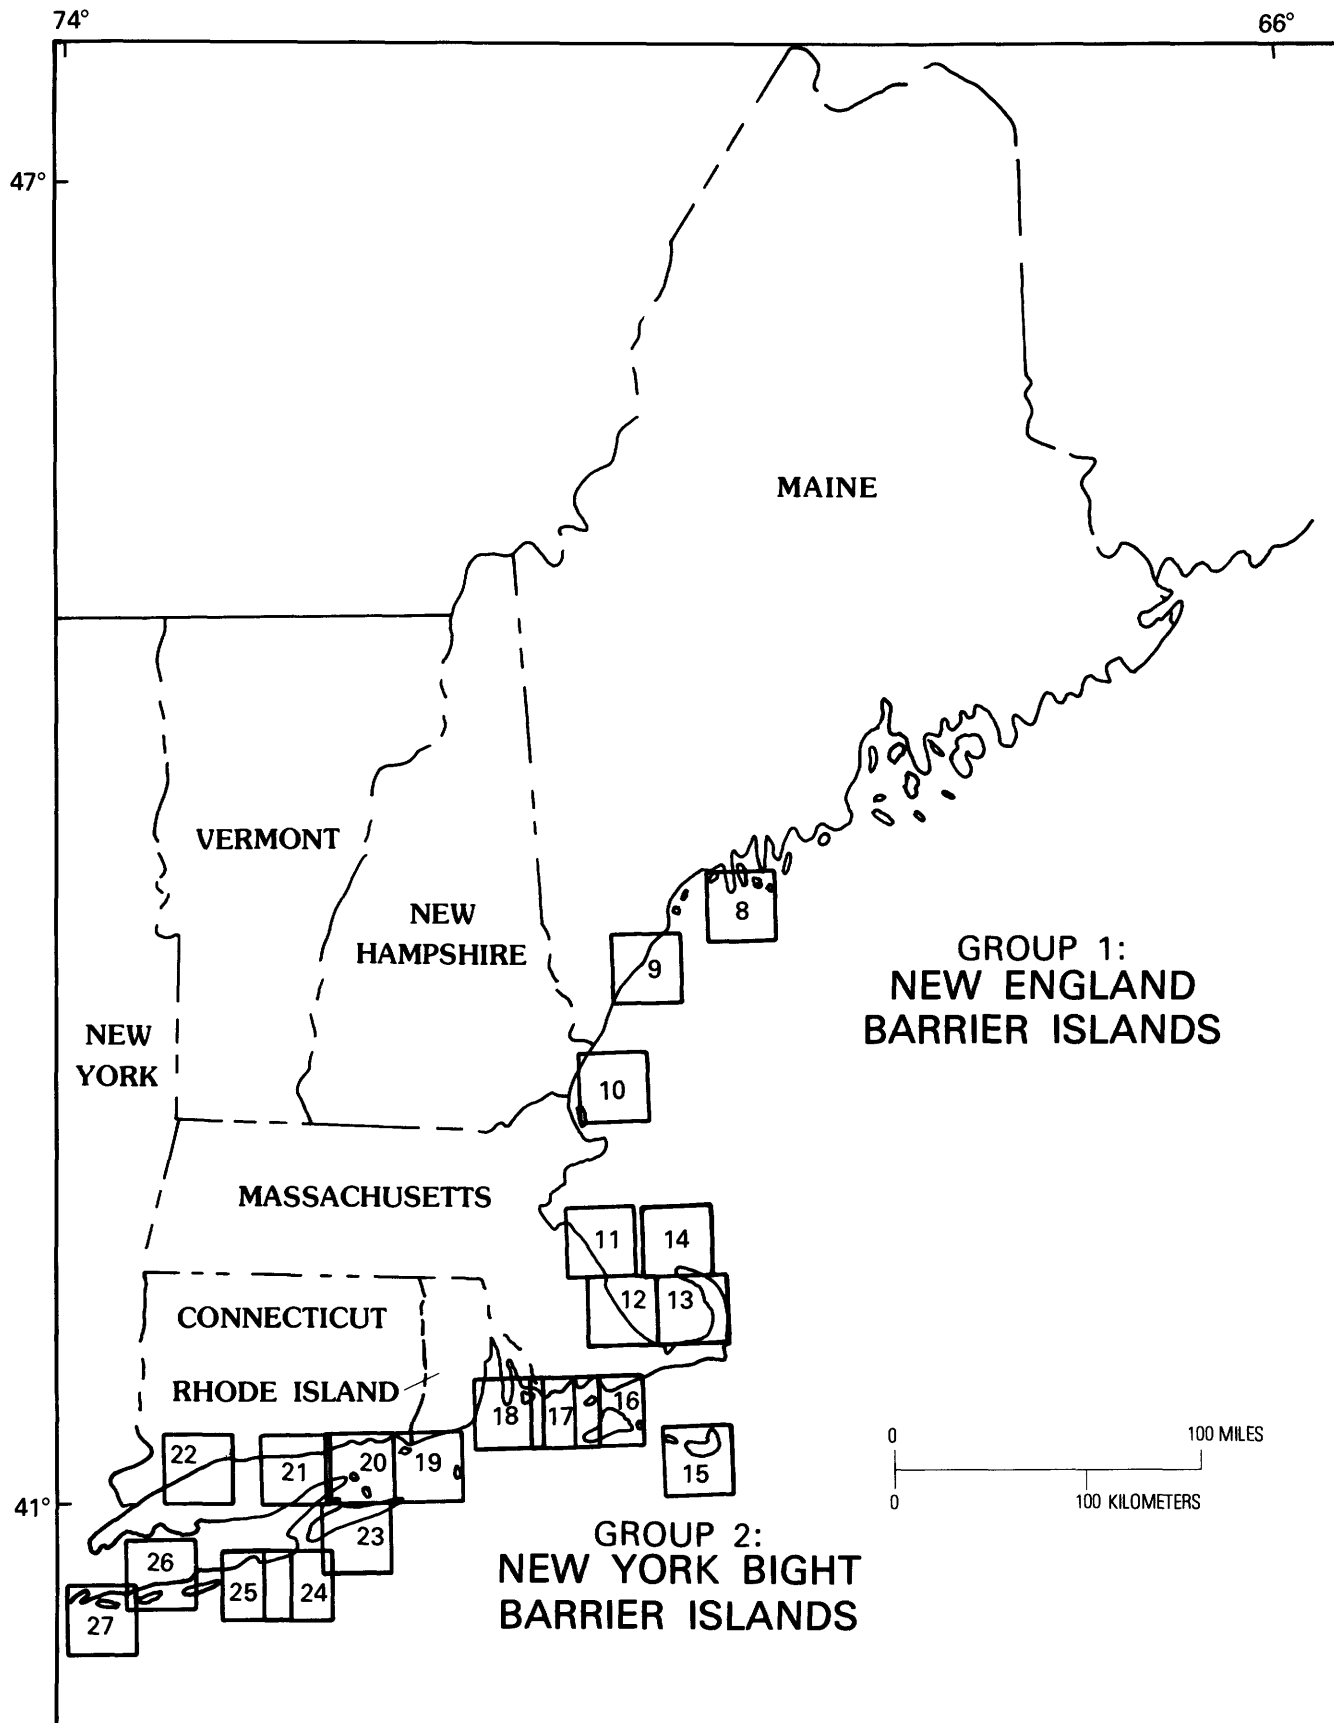 74°
66°
47°
MAINE
VERMONT
NEW
HAMPSHIRE
8
9
GROUP 1:
NEW ENGLAND
BARRIER ISLANDS
NEW
YORK
10
MASSACHUSETTS
11
14
12
13
CONNECTICUT
RHODE ISLAND
18
17
16
22
21
20
19
15
0
100 MILES
0
100 KILOMETERS
41°
23
GROUP 2:
NEW YORK BIGHT
BARRIER ISLANDS
26
25
24
27